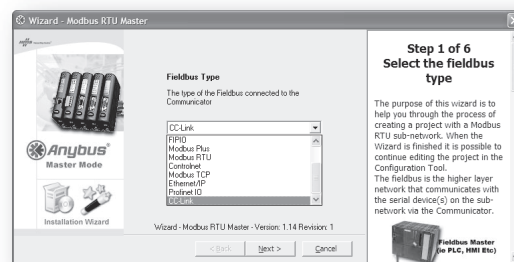 Wizard - Modbus RTU Master
Fieldbus Type
The type of the Fieldbus connected to the
Communicator
CC-Link
FIPIO
Modbus Plus
Modbus RTU
Controlnet
Modbus TCP
Ethernet/IP
Profinet IO
CC-Link
Anybus®
Master Mode
Installation Wizard
Wizard - Modbus RTU Master - Version: 1.14 Revision: 1
< Back
Next >
Cancel
Step 1 of 6
Select the fieldbus
type
The purpose of this wizard is to
help you through the process of
creating a project with a Modbus
RTU sub-network. When the
Wizard is finished it is possible to
continue editing the project in the
Configuration Tool.
The fieldbus is the higher layer
network that communicates with
the serial device(s) on the sub-
network via the Communicator.
Fieldbus Master
(ie PLC, HMI Etc)